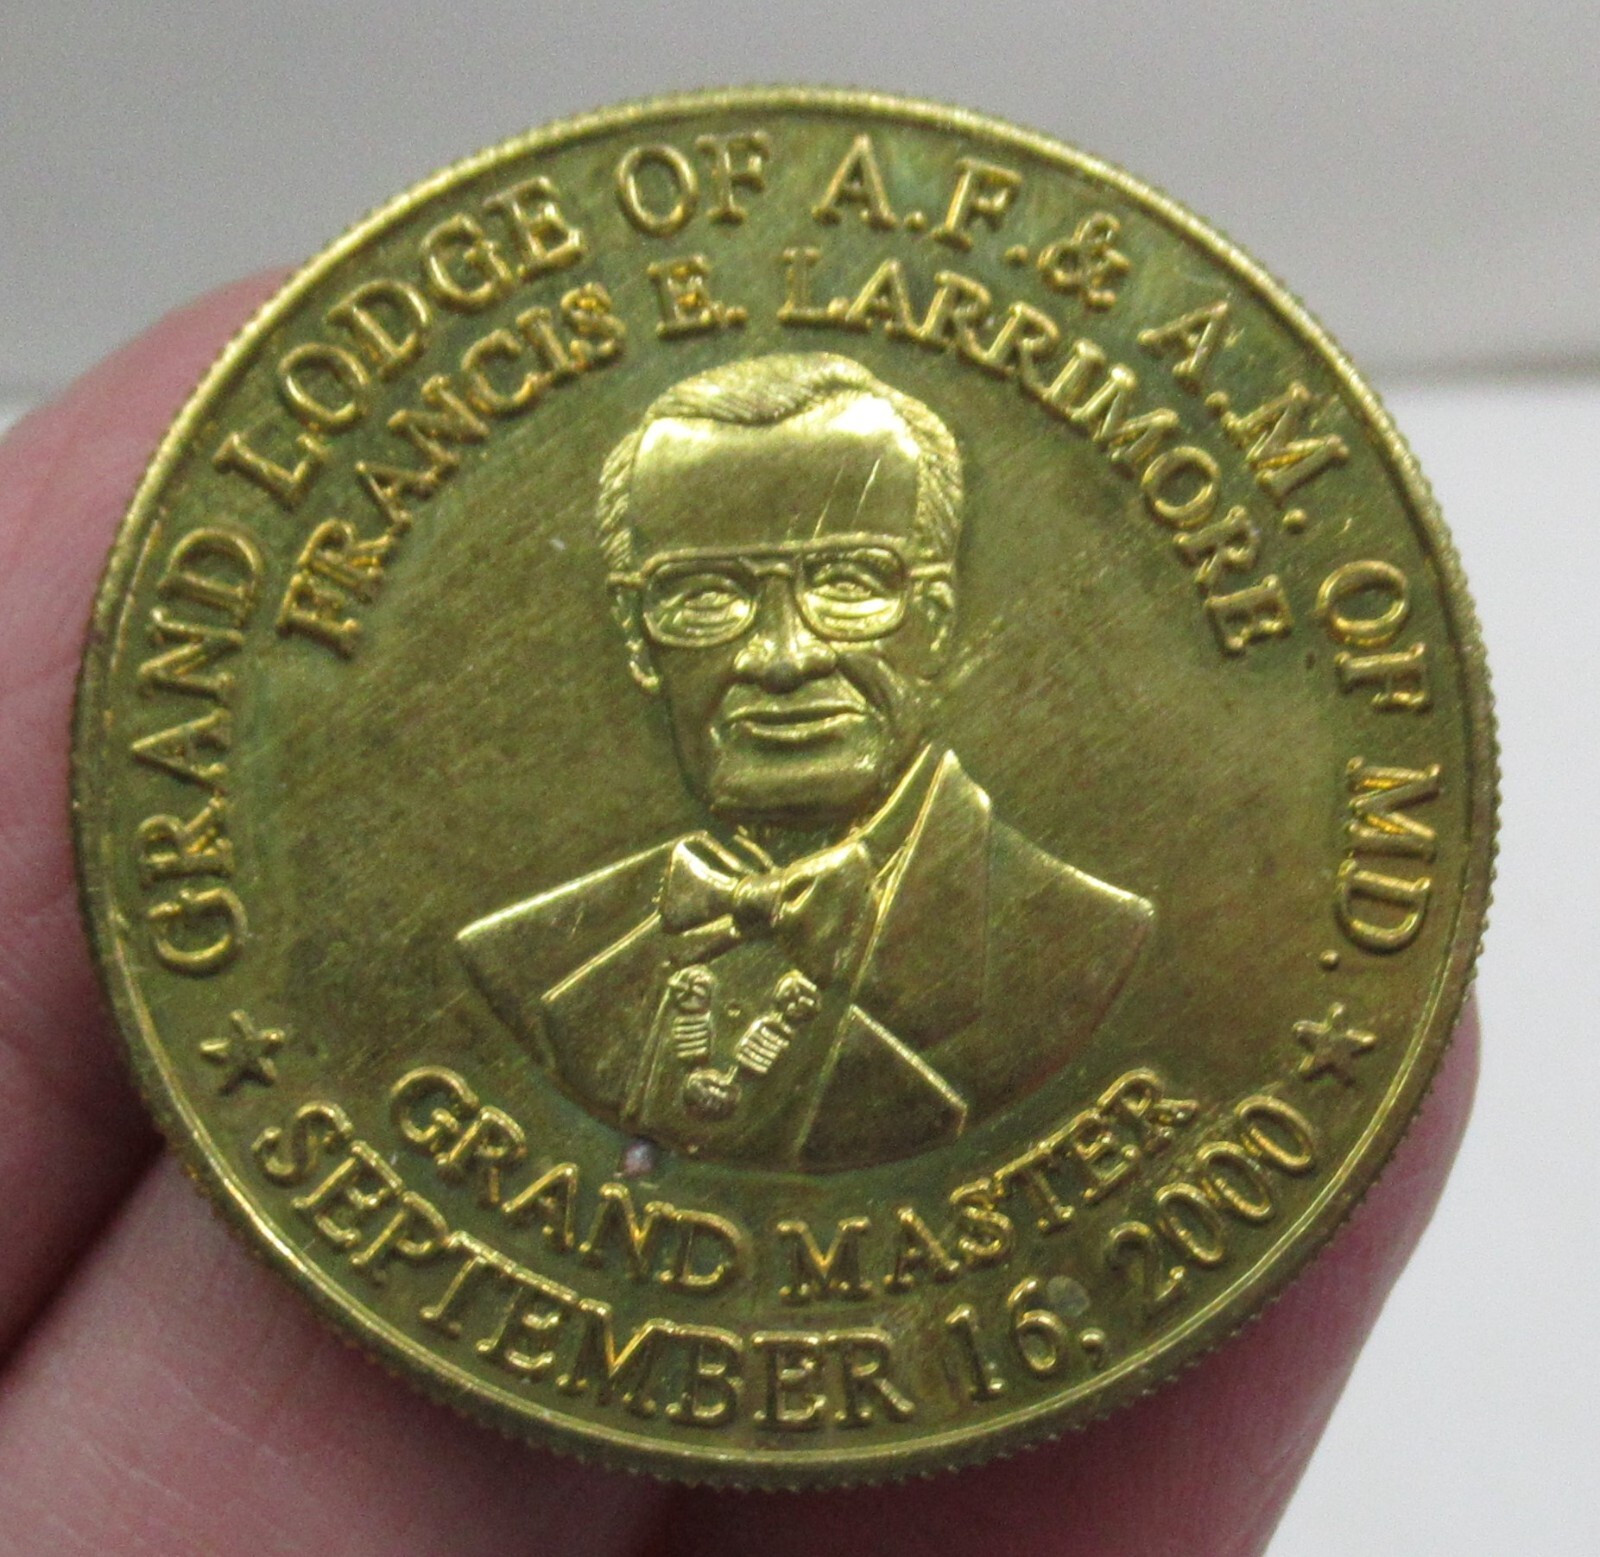 GRAND LODGE OF A.F. & A.M. OF MD.
FRANCIS E. LARRIMORE
GRAND MASTER
SEPTEMBER 16, 2000